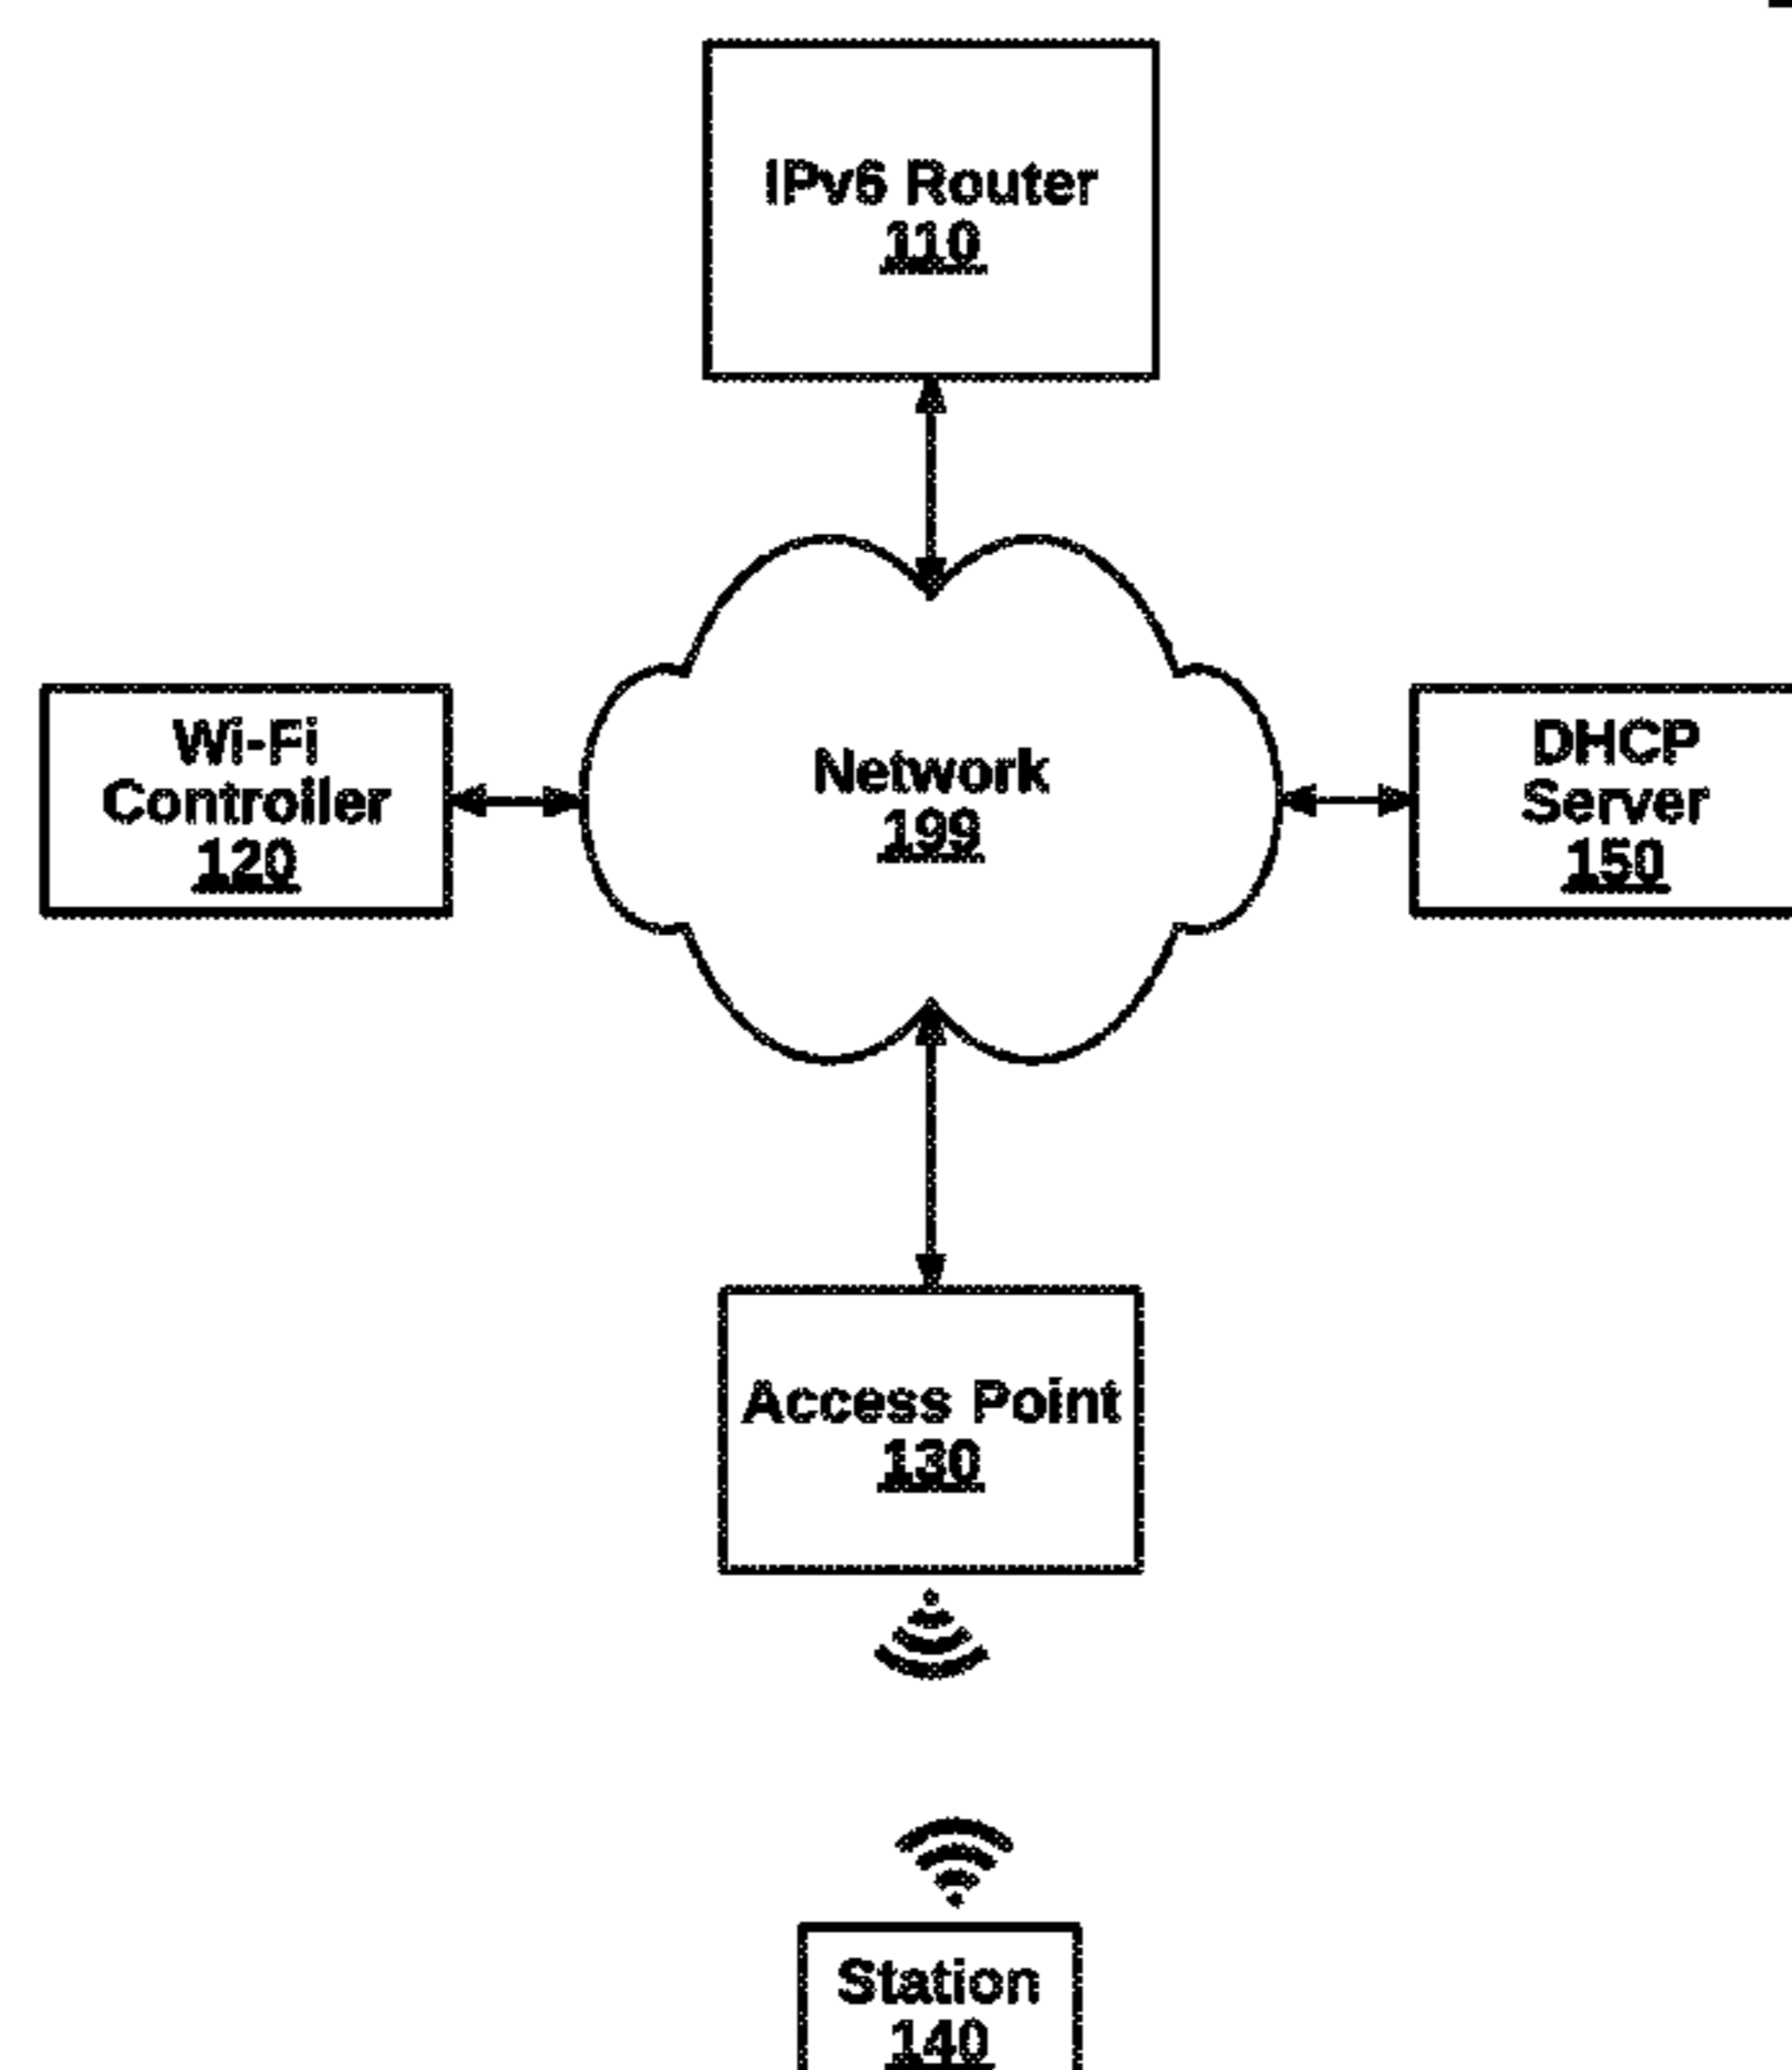 IPv6 Router
110
Wi-Fi
Controller
120
Network
199
DHCP
Server
150
Access Point
130
Station
140